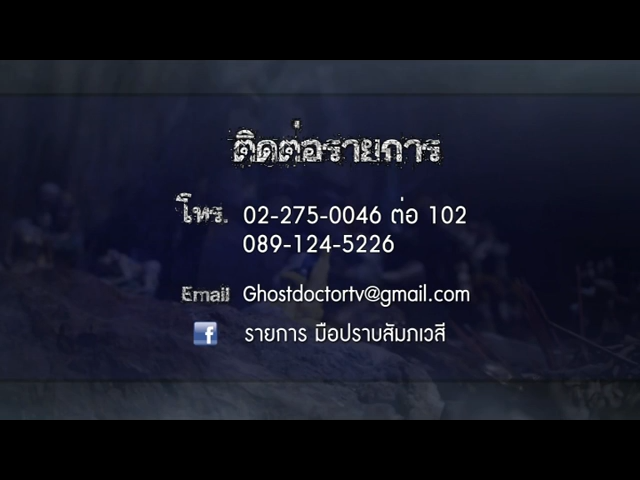 ติดต่อรายการ
โทร. 02-275-0046 ต่อ 102
089-124-5226
Email Ghostdoctortv@gmail.com
f รายการ มือปราบสัมภเวสี